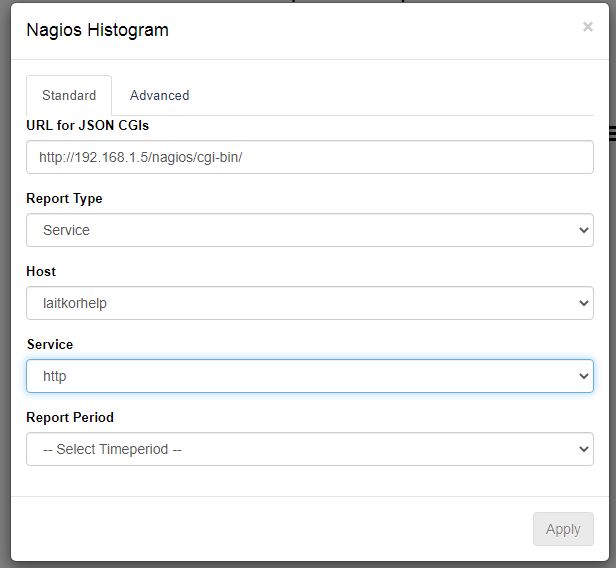 Nagios Histogram
×
Standard Advanced
URL for JSON CGIs
http://192.168.1.5/nagios/cgi-bin/
Report Type
Service
Host
laitkorhelp
Service
http
Report Period
-- Select Timeperiod --
Apply